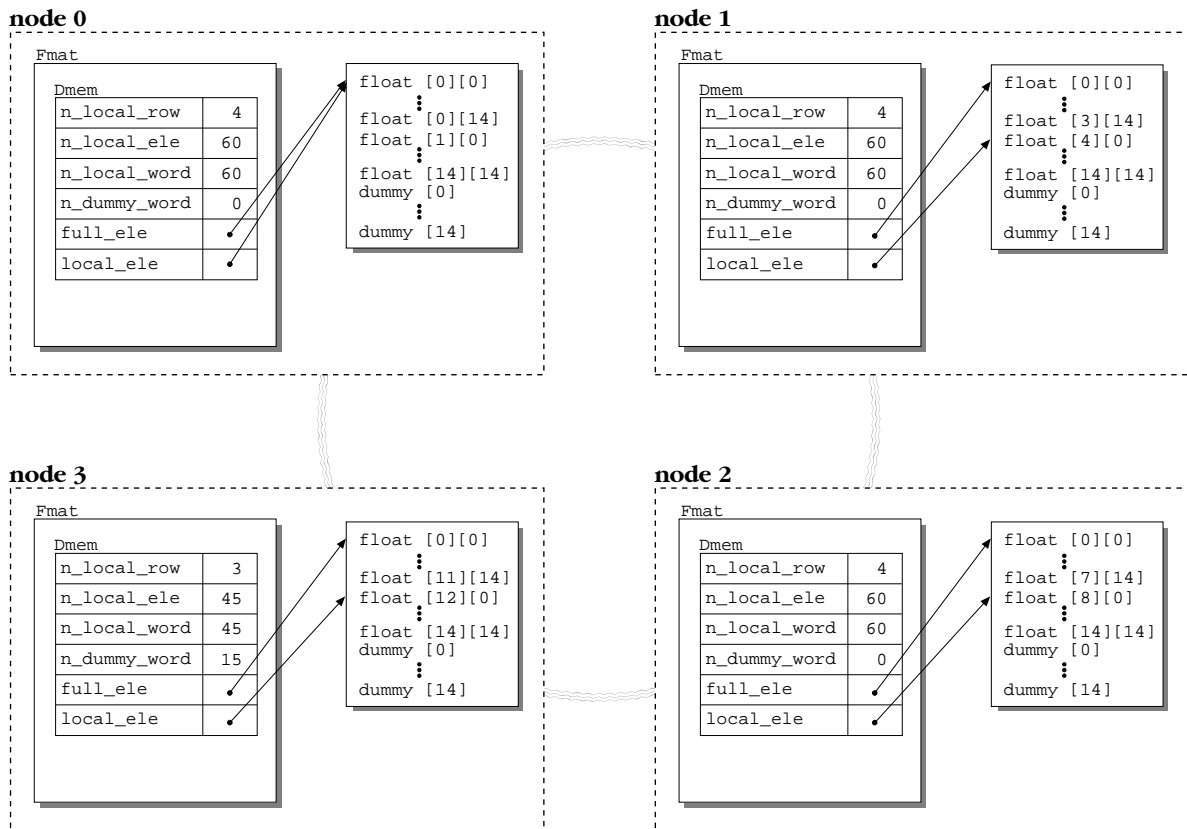 node 0
Fmat
Dmem
n_local_row 4
n_local_ele 60
n_local_word 60
n_dummy_word 0
full_ele
local_ele
float [0][0]
float [0][14]
float [1][0]
float [14][14]
dummy [0]
dummy [14]
node 1
Fmat
Dmem
n_local_row 4
n_local_ele 60
n_local_word 60
n_dummy_word 0
full_ele
local_ele
float [0][0]
float [3][14]
float [4][0]
float [14][14]
dummy [0]
dummy [14]
node 3
Fmat
Dmem
n_local_row 3
n_local_ele 45
n_local_word 45
n_dummy_word 15
full_ele
local_ele
float [0][0]
float [11][14]
float [12][0]
float [14][14]
dummy [0]
dummy [14]
node 2
Fmat
Dmem
n_local_row 4
n_local_ele 60
n_local_word 60
n_dummy_word 0
full_ele
local_ele
float [0][0]
float [7][14]
float [8][0]
float [14][14]
dummy [0]
dummy [14]